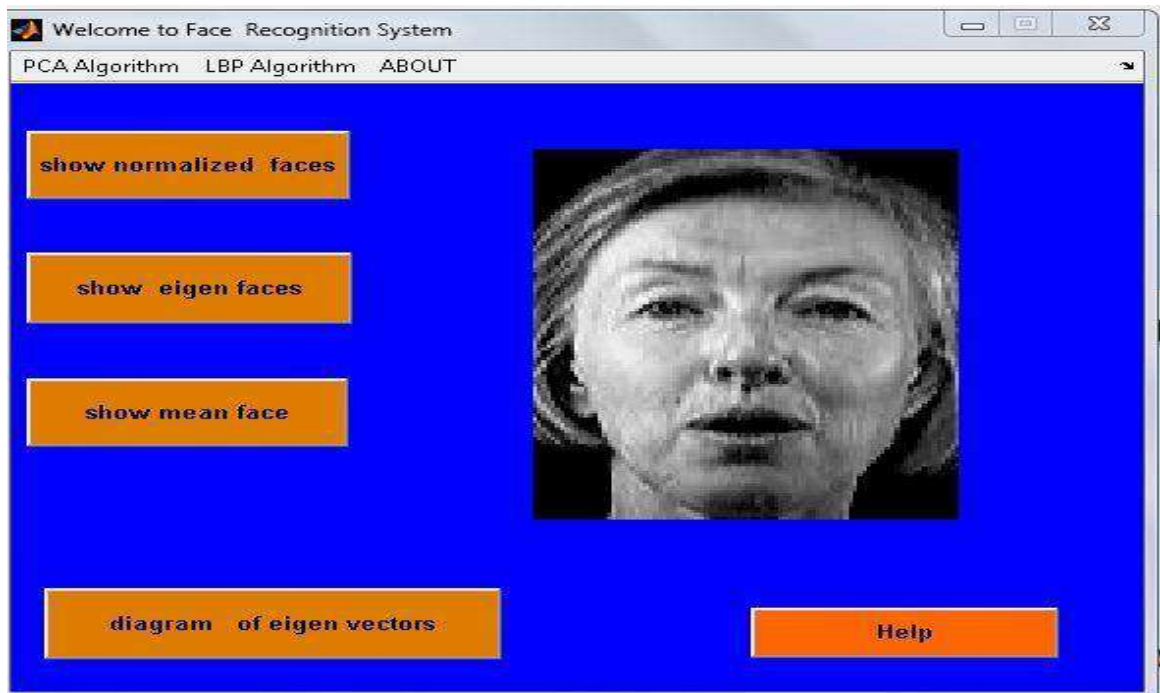 Welcome to Face Recognition System
PCA Algorithm LBP Algorithm ABOUT
show normalized faces
show eigen faces
show mean face
diagram of eigen vectors
Help